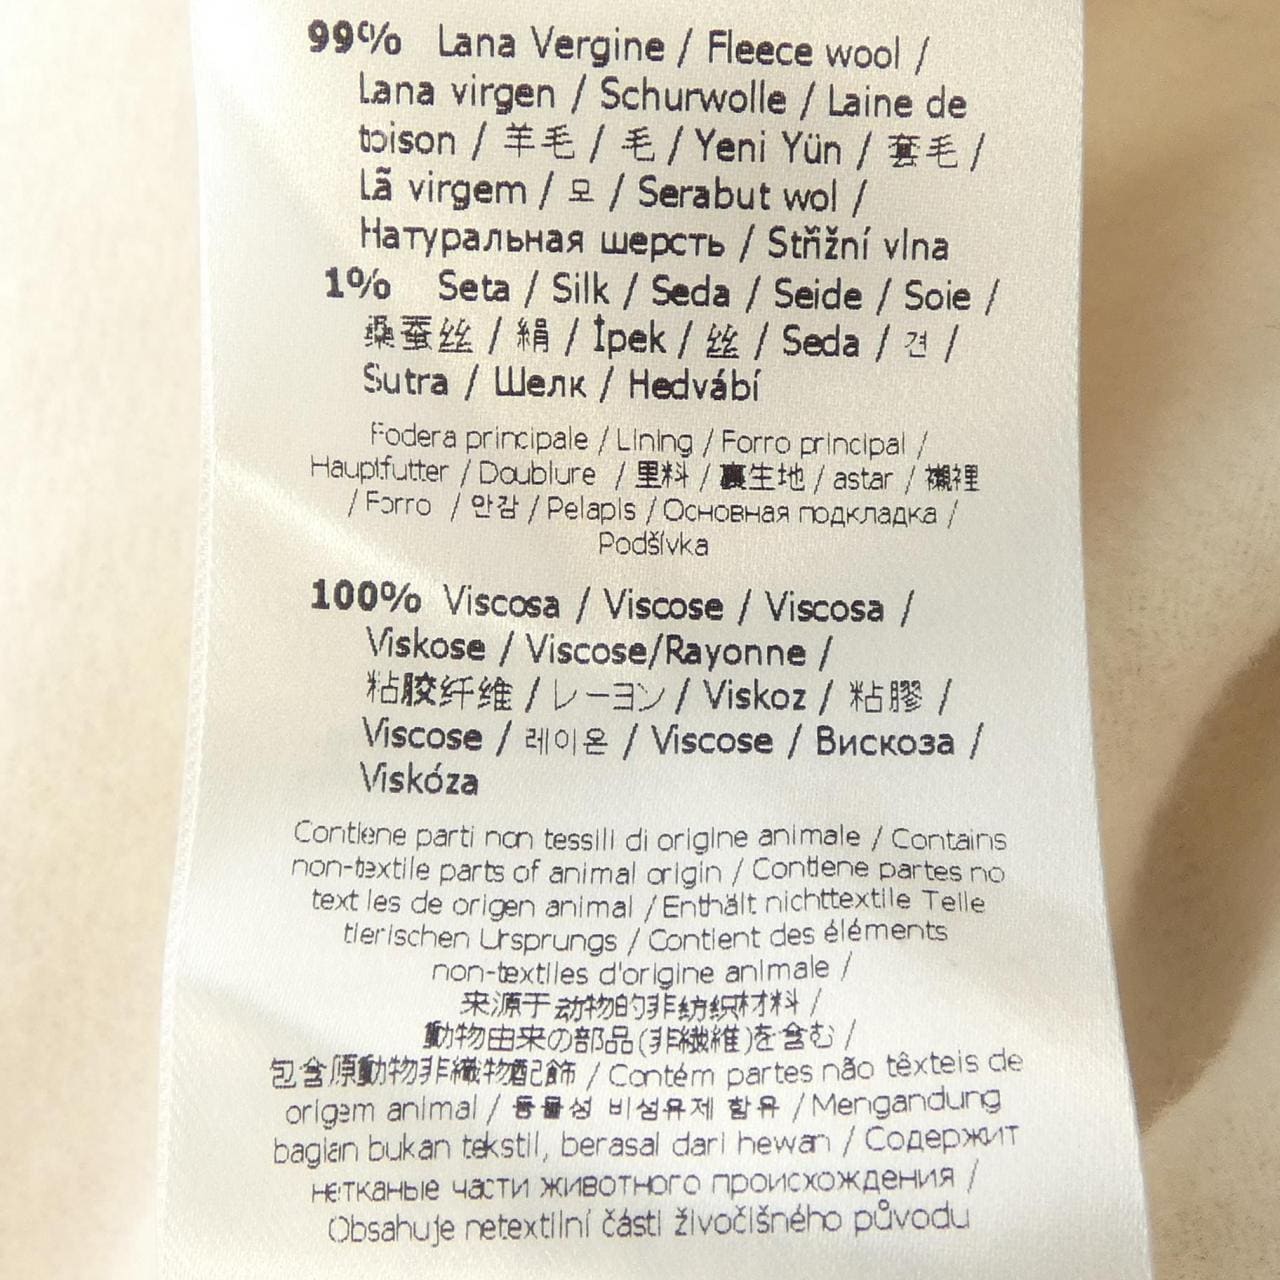 99% Lana Vergine / Fleece wool /
Lana virgen / Schurwolle / Laine de
toison / 羊毛 / 毛 / Yeni Yün / 套毛 /
Lã virgem / 모 / Serabut wol /
Натуральная шерсть / Střižní vlna
1% Seta / Silk / Seda / Seide / Soie /
桑蚕丝 / 絹 / İpek / 丝 / Seda / 견 /
Sutra / Шелк / Hedvábí
Fodera principale / Lining / Forro principal /
Hauptfutter / Doublure / 里料 / 裏生地 / astar / 襯裡
/ Forro / 안감 / Pelapis / Основная подкладка /
Podšívka
100% Viscosa / Viscose / Viscosa /
Viskose / Viscose/Rayonne /
粘胶纤维 / レーヨン / Viskoz / 粘膠 /
Viscose / 레이온 / Viscose / Вискоза /
Viskóza
Contiene parti non tessili di origine animale / Contains
non-textile parts of animal origin / Contiene partes no
textiles de origen animal / Enthält nichttextile Teile
tierischen Ursprungs / Contient des éléments
non-textiles d'origine animale /
来源于动物的非纺织材料 /
動物由来の部品(非繊維)を含む /
包含原動物非織物配飾 / Contém partes não têxteis de
origem animal / 동물성 비섬유제 함유 / Mengandung
bagian bukan tekstil, berasal dari hewan / Содержит
нетканые части животного происхождения /
Obsahuje netextilní části živočišného původu